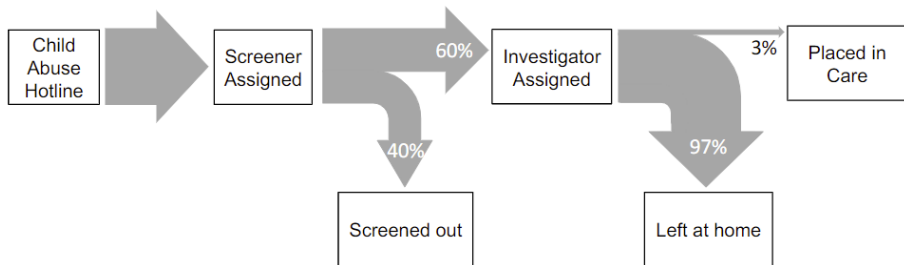 Child
Abuse
Hotline
Screener
Assigned
60%
40%
Screened out
Investigator
Assigned
3%
97%
Placed in
Care
Left at home